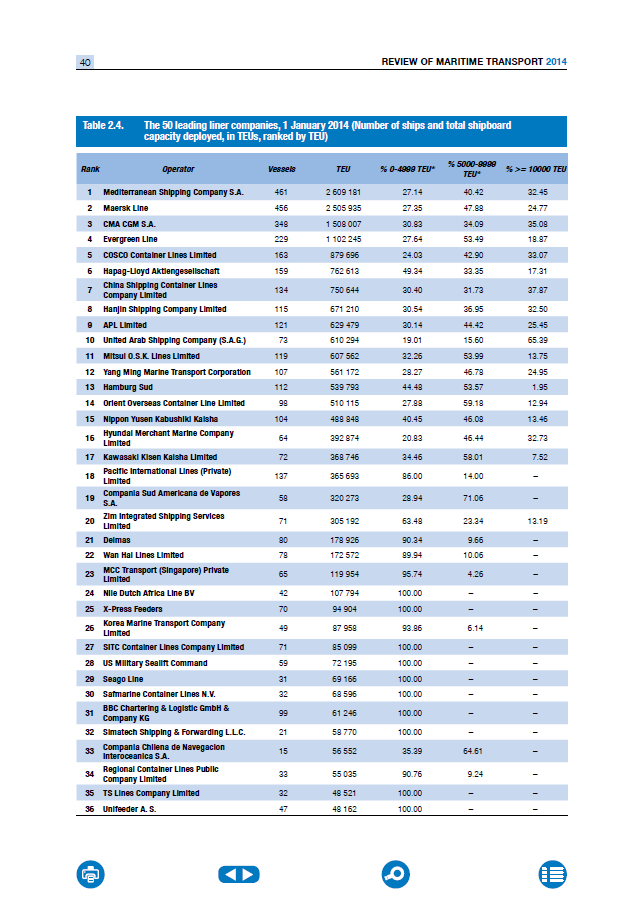 40
REVIEW OF MARITIME TRANSPORT 2014
Table 2.4. The 50 leading liner companies, 1 January 2014 (Number of ships and total shipboard
capacity deployed, in TEUs, ranked by TEU)
Rank Operator Vessels TEU % 0-4999 TEU* % 5000-9999 TEU* % >= 10000 TEU
1 Mediterranean Shipping Company S.A. 461 2 609 181 27.14 40.42 32.45
2 Maersk Line 456 2 505 935 27.35 47.88 24.77
3 CMA CGM S.A. 348 1 508 007 30.83 34.09 35.08
4 Evergreen Line 229 1 102 245 27.64 53.49 18.87
5 COSCO Container Lines Limited 163 879 696 24.03 42.90 33.07
6 Hapag-Lloyd Aktiengesellschaft 159 762 613 49.34 33.35 17.31
7 China Shipping Container Lines
Company Limited 134 750 644 30.40 31.73 37.87
8 Hanjin Shipping Company Limited 115 671 210 30.54 36.95 32.50
9 APL Limited 121 629 479 30.14 44.42 25.45
10 United Arab Shipping Company (S.A.G.) 73 610 294 19.01 15.60 65.39
11 Mitsui O.S.K. Lines Limited 119 607 562 32.26 53.99 13.75
12 Yang Ming Marine Transport Corporation 107 561 172 28.27 46.78 24.95
13 Hamburg Sud 112 539 793 44.48 53.57 1.95
14 Orient Overseas Container Line Limited 98 510 115 27.88 59.18 12.94
15 Nippon Yusen Kabushiki Kaisha 104 488 848 40.45 46.08 13.46
16 Hyundai Merchant Marine Company
Limited 64 392 874 20.83 46.44 32.73
17 Kawasaki Kisen Kaisha Limited 72 368 746 34.46 58.01 7.52
18 Pacific International Lines (Private)
Limited 137 365 693 86.00 14.00 –
19 Compania Sud Americana de Vapores
S.A. 58 320 273 28.94 71.06 –
20 Zim Integrated Shipping Services
Limited 71 305 192 63.48 23.34 13.19
21 Delmas 80 178 926 90.34 9.66 –
22 Wan Hai Lines Limited 78 172 572 89.94 10.06 –
23 MCC Transport (Singapore) Private
Limited 65 119 954 95.74 4.26 –
24 Nile Dutch Africa Line BV 42 107 794 100.00 – –
25 X-Press Feeders 70 94 904 100.00 – –
26 Korea Marine Transport Company
Limited 49 87 958 93.86 6.14 –
27 SITC Container Lines Company Limited 71 85 099 100.00 – –
28 US Military Sealift Command 59 72 195 100.00 – –
29 Seago Line 31 69 166 100.00 – –
30 Safmarine Container Lines N.V. 32 68 596 100.00 – –
31 BBC Chartering & Logistic GmbH &
Company KG 99 61 246 100.00 – –
32 Simatech Shipping & Forwarding L.L.C. 21 58 770 100.00 – –
33 Compania Chilena de Navegacion
Interoceanica S.A. 15 56 552 35.39 64.61 –
34 Regional Container Lines Public
Company Limited 33 55 035 90.76 9.24 –
35 TS Lines Company Limited 32 48 521 100.00 – –
36 Unifeeder A. S. 47 48 162 100.00 – –